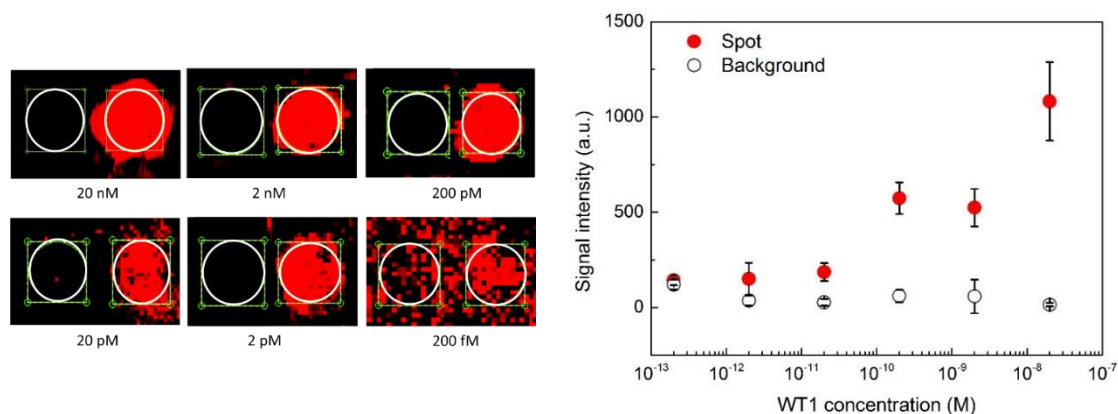 20 nM
2 nM
200 pM
20 pM
2 pM
200 fM
1500
1000
500
0
Signal intensity (a.u.)
Spot
Background
10⁻¹³
10⁻¹²
10⁻¹¹
10⁻¹⁰
10⁻⁹
10⁻⁸
10⁻⁷
WT1 concentration (M)